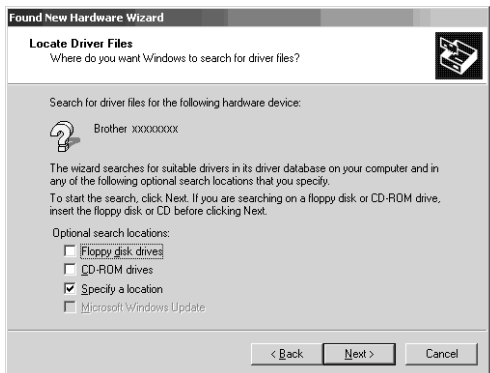 Found New Hardware Wizard
Locate Driver Files
Where do you want Windows to search for driver files?
Search for driver files for the following hardware device:
Brother xxxxxxxx
The wizard searches for suitable drivers in its driver database on your computer and in
any of the following optional search locations that you specify.
To start the search, click Next. If you are searching on a floppy disk or CD-ROM drive,
insert the floppy disk or CD before clicking Next.
Optional search locations:
Floppy disk drives
CD-ROM drives
Specify a location
Microsoft Windows Update
< Back Next > Cancel